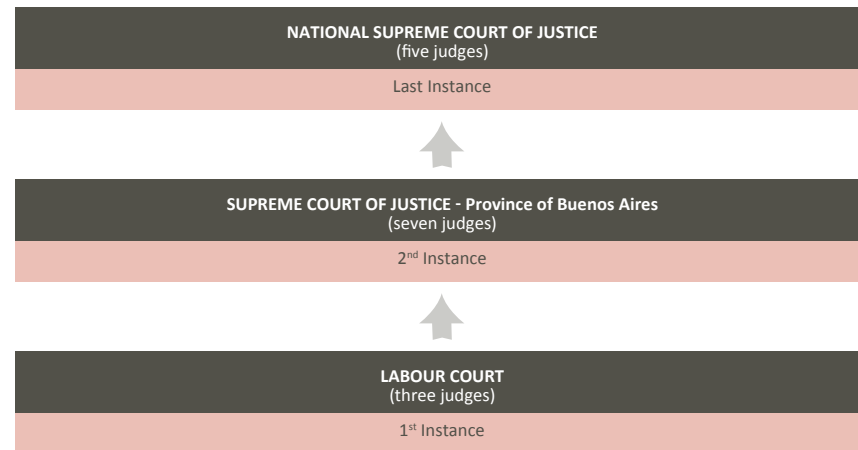 NATIONAL SUPREME COURT OF JUSTICE
(five judges)
Last Instance
SUPREME COURT OF JUSTICE - Province of Buenos Aires
(seven judges)
2nd Instance
LABOUR COURT
(three judges)
1st Instance